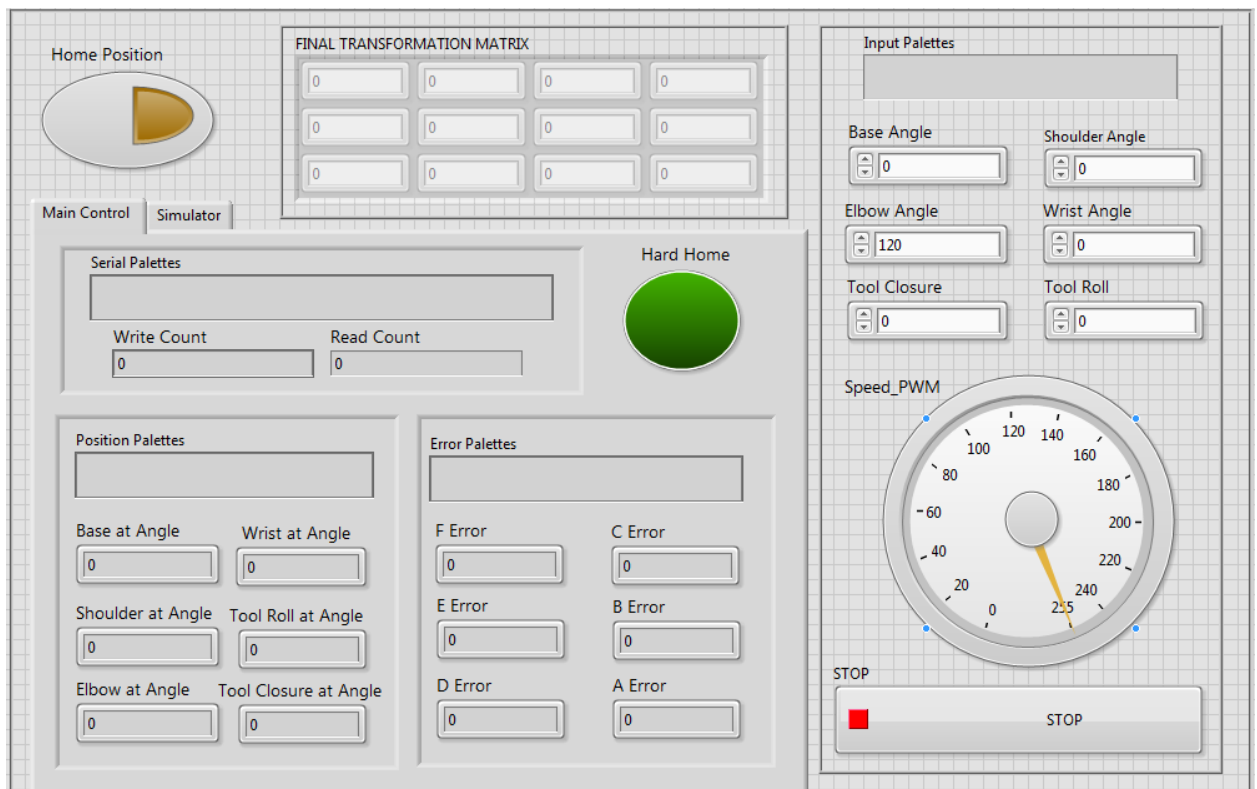 Home Position
FINAL TRANSFORMATION MATRIX
0 0 0 0
0 0 0 0
0 0 0 0
Main Control Simulator
Serial Palettes
Write Count Read Count
0 0
Hard Home
Position Palettes
Base at Angle Wrist at Angle
0 0
Shoulder at Angle Tool Roll at Angle
0 0
Elbow at Angle Tool Closure at Angle
0 0
Error Palettes
F Error C Error
0 0
E Error B Error
0 0
D Error A Error
0 0
Input Palettes
Base Angle Shoulder Angle
0 0
Elbow Angle Wrist Angle
120 0
Tool Closure Tool Roll
0 0
Speed_PWM
0 20 40 60 80 100 120 140 160 180 200 220 240 255
STOP
STOP